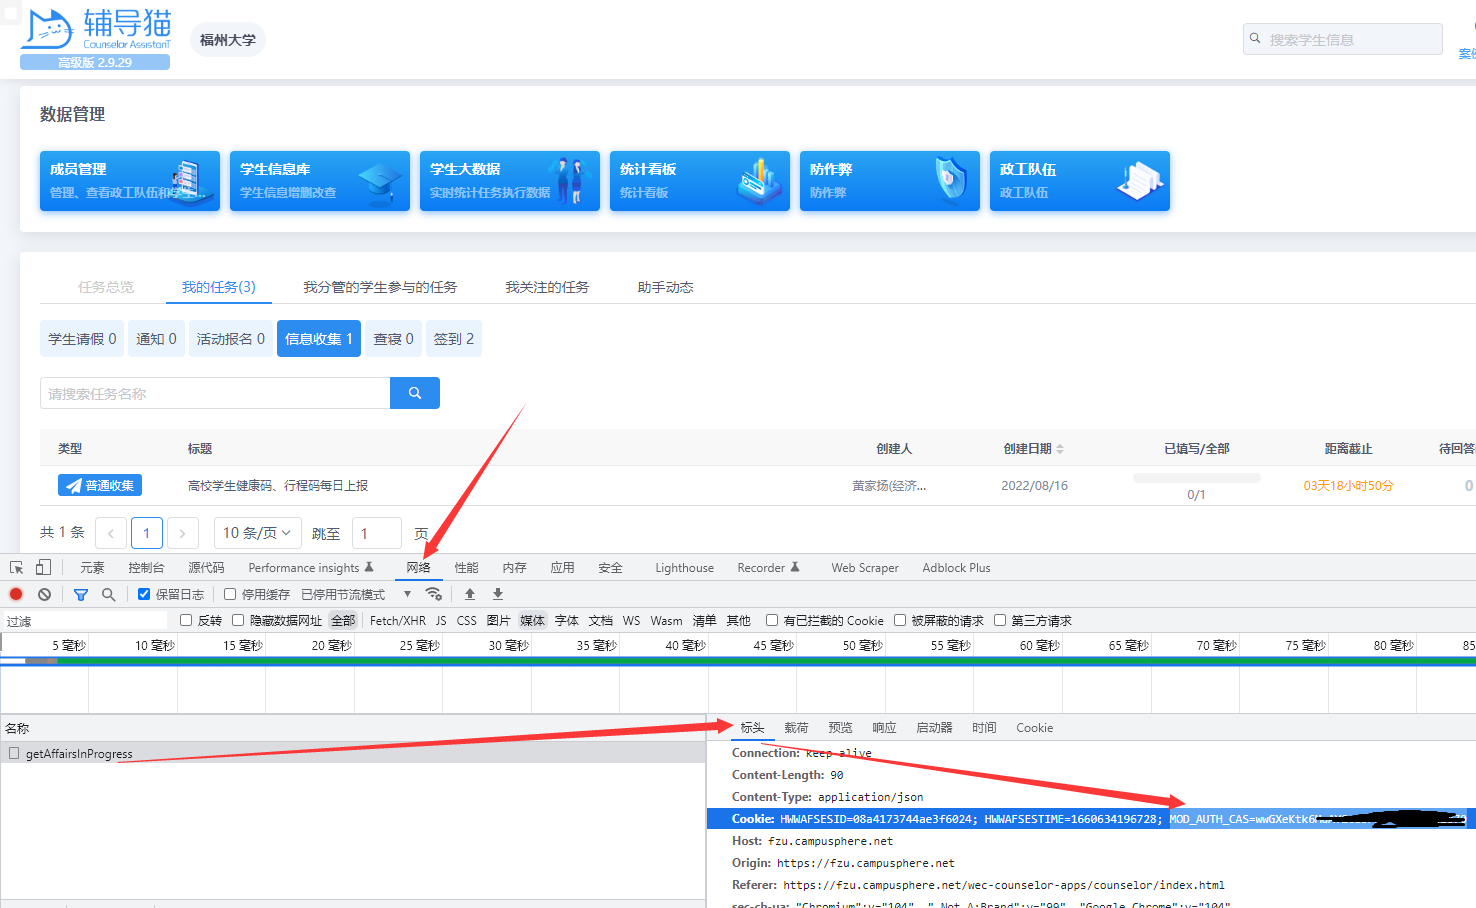 辅导猫
Counselor Assistant
高级版 2.9.29
福州大学
搜索学生信息
数据管理
成员管理
管理、查看政工队伍和学...
学生信息库
学生信息增删改查
学生大数据
实时统计任务执行数据
统计看板
统计看板
防作弊
防作弊
政工队伍
政工队伍
任务总览 我的任务(3) 我分管的学生参与的任务 我关注的任务 助手动态
学生请假 0 通知 0 活动报名 0 信息收集 1 查寝 0 签到 2
请搜索任务名称
类型 标题 创建人 创建日期 已填写/全部 距离截止 待回答
普通收集 高校学生健康码、行程码每日上报 黄家扬(经济... 2022/08/16 0/1 03天18小时50分 0
共 1 条 < 1 > 10 条/页 跳至 1 页
元素 控制台 源代码 Performance insights 网络 性能 内存 应用 安全 Lighthouse Recorder Web Scraper Adblock Plus
保留日志 停用缓存 已停用节流模式
过滤 反转 隐藏数据网址 全部 Fetch/XHR JS CSS 图片 媒体 字体 文档 WS Wasm 清单 其他 有已拦截的 Cookie 被屏蔽的请求 第三方请求
5 毫秒 10 毫秒 15 毫秒 20 毫秒 25 毫秒 30 毫秒 35 毫秒 40 毫秒 45 毫秒 50 毫秒 55 毫秒 60 毫秒 65 毫秒 70 毫秒 75 毫秒 80 毫秒 85
名称
getAffairsInProgress
标头 载荷 预览 响应 启动器 时间 Cookie
Connection: keep-alive
Content-Length: 90
Content-Type: application/json
Cookie: HWWAFSESID=08a4173744ae3f6024; HWWAFSESTIME=1660634196728; MOD_AUTH_CAS=wwGXeKtk6
Host: fzu.campusphere.net
Origin: https://fzu.campusphere.net
Referer: https://fzu.campusphere.net/wec-counselor-apps/counselor/index.html
sec-ch-ua: "Chromium";v="104", " Not A;Brand";v="99", "Google Chrome";v="104"